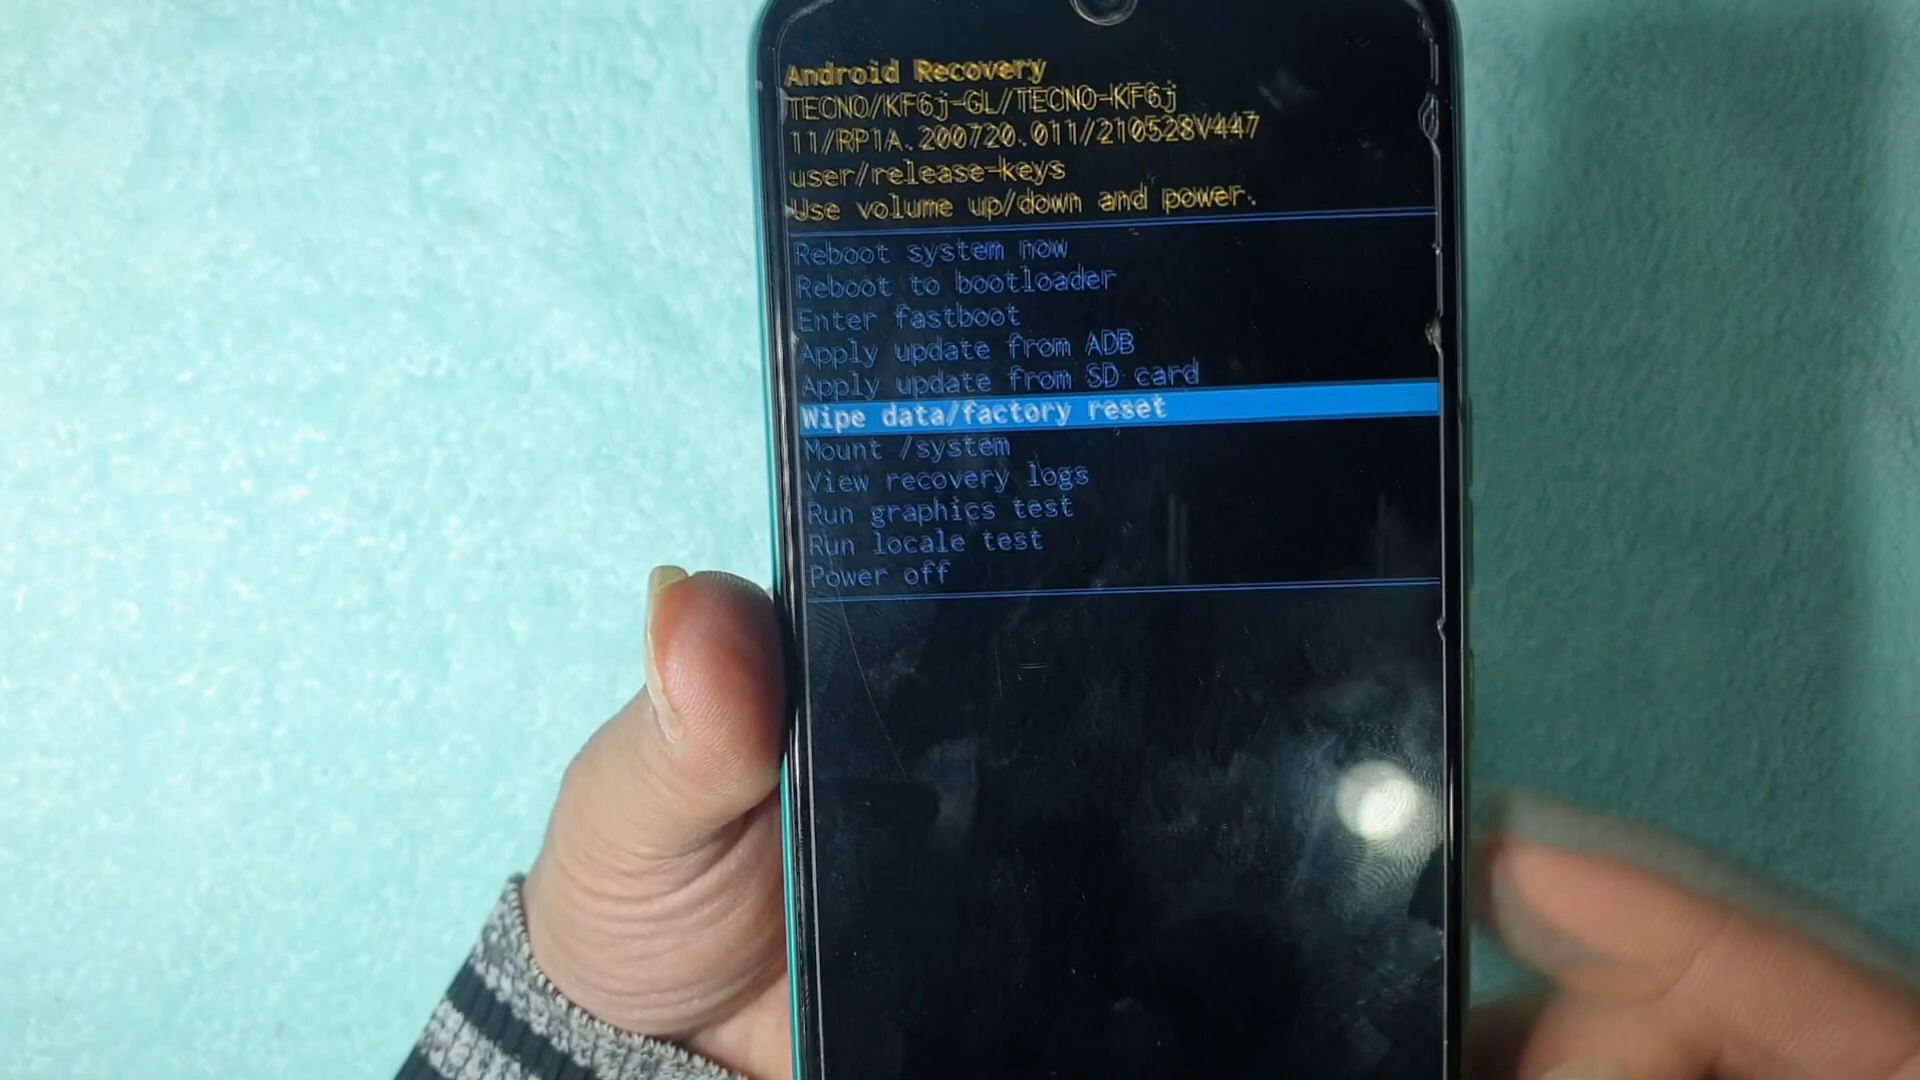 Android Recovery
TECNO/KF6j-GL/TECNO-KF6j
11/RP1A.200720.011/210528V447
user/release-keys
Use volume up/down and power.
Reboot system now
Reboot to bootloader
Enter fastboot
Apply update from ADB
Apply update from SD card
Wipe data/factory reset
Mount /system
View recovery logs
Run graphics test
Run locale test
Power off